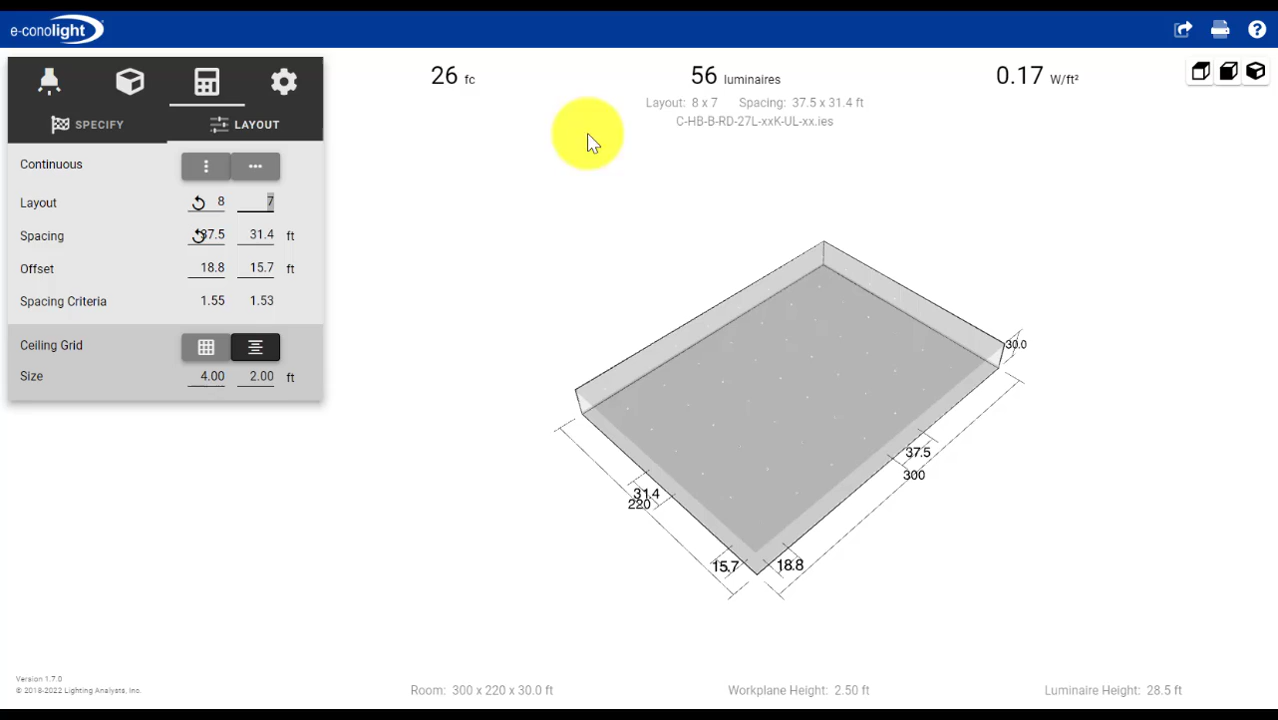 e-conolight
26 fc
56 luminaires
0.17 W/ft²
Layout: 8 x 7 Spacing: 37.5 x 31.4 ft
C-HB-B-RD-27L-xxK-UL-xx.ies
SPECIFY
LAYOUT
Continuous
Layout 8 7
Spacing 37.5 31.4 ft
Offset 18.8 15.7 ft
Spacing Criteria 1.55 1.53
Ceiling Grid
Size 4.00 2.00 ft
30.0
37.5
300
31.4
220
15.7
18.8
Version 1.7.0
© 2018-2022 Lighting Analysts, Inc.
Room: 300 x 220 x 30.0 ft
Workplane Height: 2.50 ft
Luminaire Height: 28.5 ft